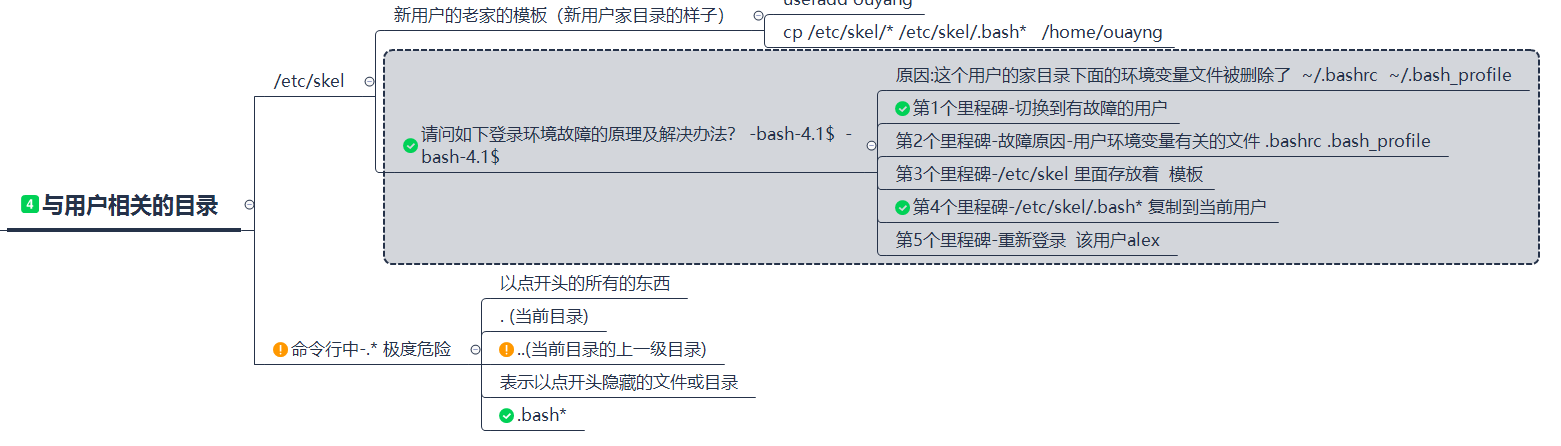 新用户的老家的模板（新用户家目录的样子）
useradd ouyang
cp /etc/skel/* /etc/skel/.bash* /home/ouayng
/etc/skel
请问如下登录环境故障的原理及解决办法？ -bash-4.1$ -
bash-4.1$
原因:这个用户的家目录下面的环境变量文件被删除了 ~/.bashrc ~/.bash_profile
第1个里程碑-切换到有故障的用户
第2个里程碑-故障原因-用户环境变量有关的文件 .bashrc .bash_profile
第3个里程碑-/etc/skel 里面存放着 模板
第4个里程碑-/etc/skel/.bash* 复制到当前用户
第5个里程碑-重新登录 该用户alex
4 与用户相关的目录
命令行中-.* 极度危险
以点开头的所有的东西
. (当前目录)
..(当前目录的上一级目录)
表示以点开头隐藏的文件或目录
.bash*